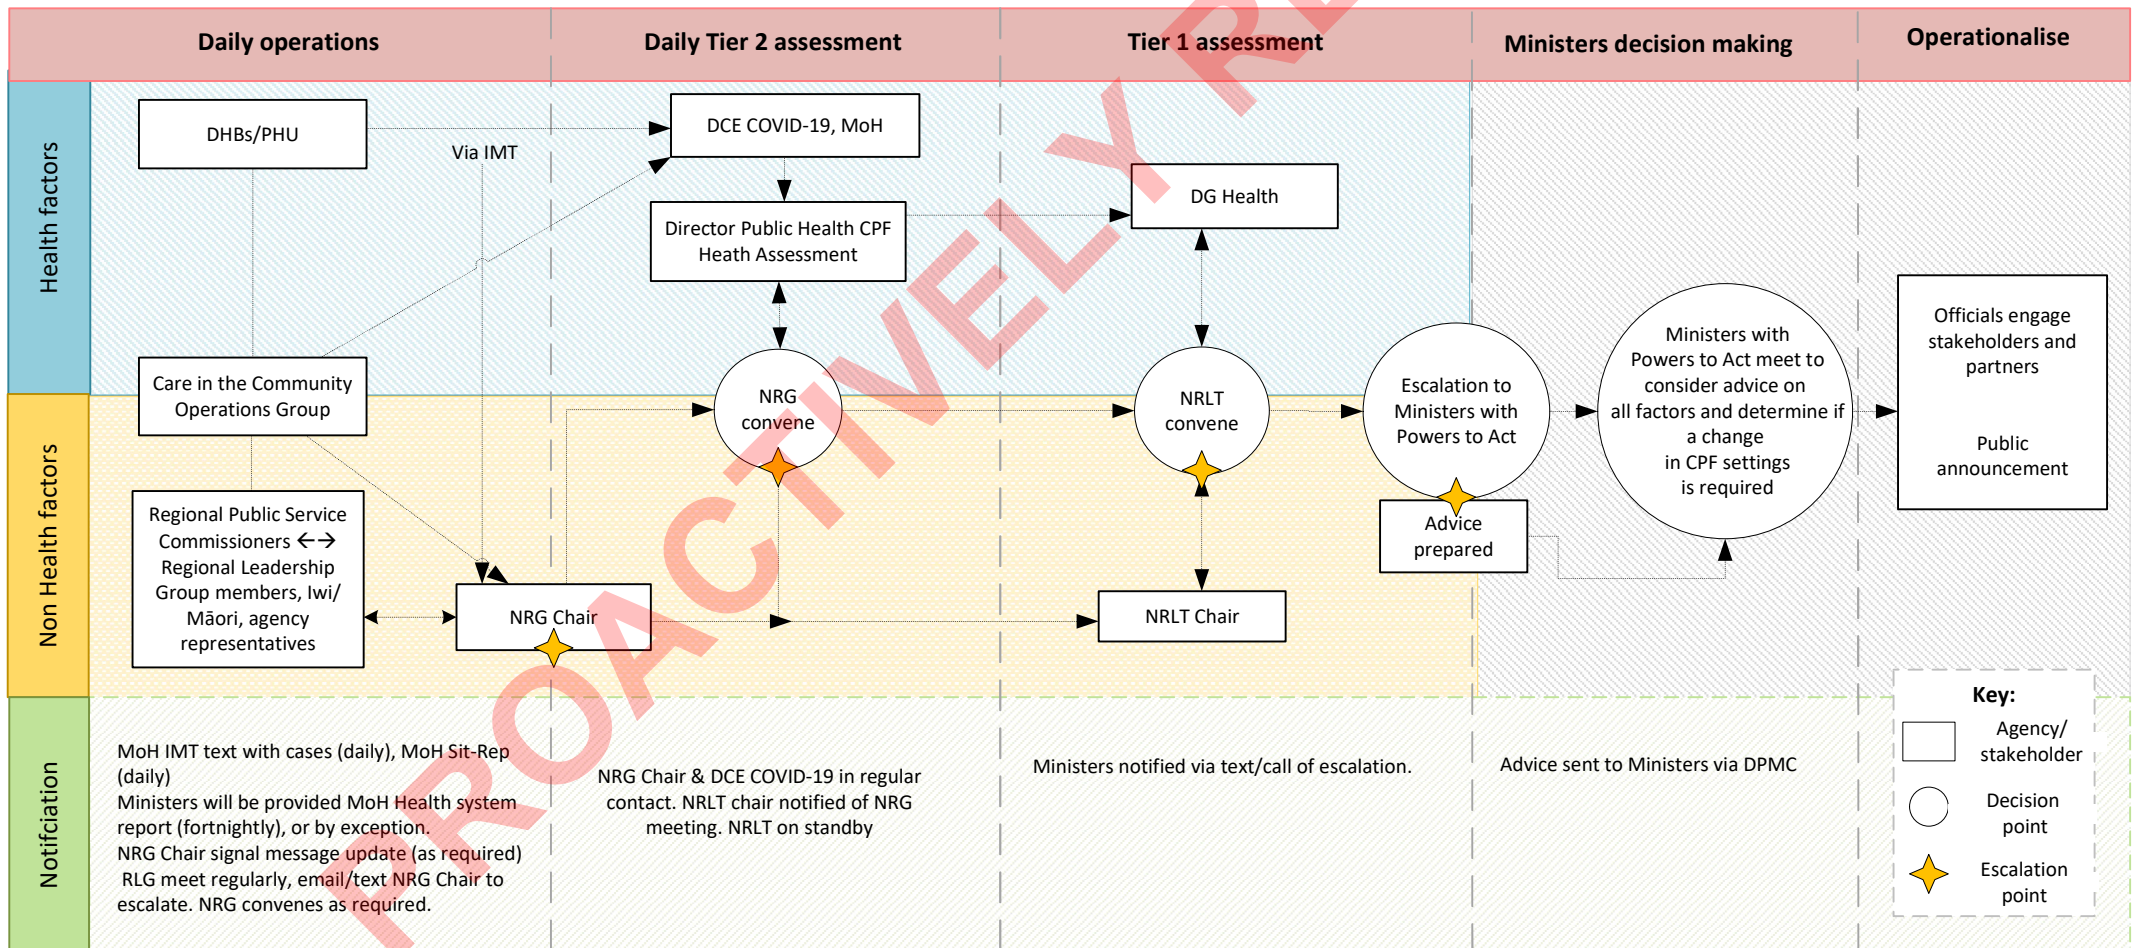 Daily operations
Daily Tier 2 assessment
Tier 1 assessment
Ministers decision making
Operationalise
Health factors
DHBs/PHU
Via IMT
DCE COVID-19, MoH
Director Public Health CPF
Heath Assessment
DG Health
Care in the Community
Operations Group
NRG
convene
NRLT
convene
Escalation to
Ministers with
Powers to Act
Ministers with
Powers to Act meet to
consider advice on
all factors and determine if
a change
in CPF settings
is required
Officials engage
stakeholders and
partners
Public
announcement
Non Health factors
Regional Public Service
Commissioners ←→
Regional Leadership
Group members, Iwi/
Māori, agency
representatives
NRG Chair
NRLT Chair
Advice
prepared
Notifciation
MoH IMT text with cases (daily), MoH Sit-Rep
(daily)
Ministers will be provided MoH Health system
report (fortnightly), or by exception.
NRG Chair signal message update (as required)
RLG meet regularly, email/text NRG Chair to
escalate. NRG convenes as required.
NRG Chair & DCE COVID-19 in regular
contact. NRLT chair notified of NRG
meeting. NRLT on standby
Ministers notified via text/call of escalation.
Advice sent to Ministers via DPMC
Key:
Agency/
stakeholder
Decision
point
Escalation
point
PROACTIVELY RE